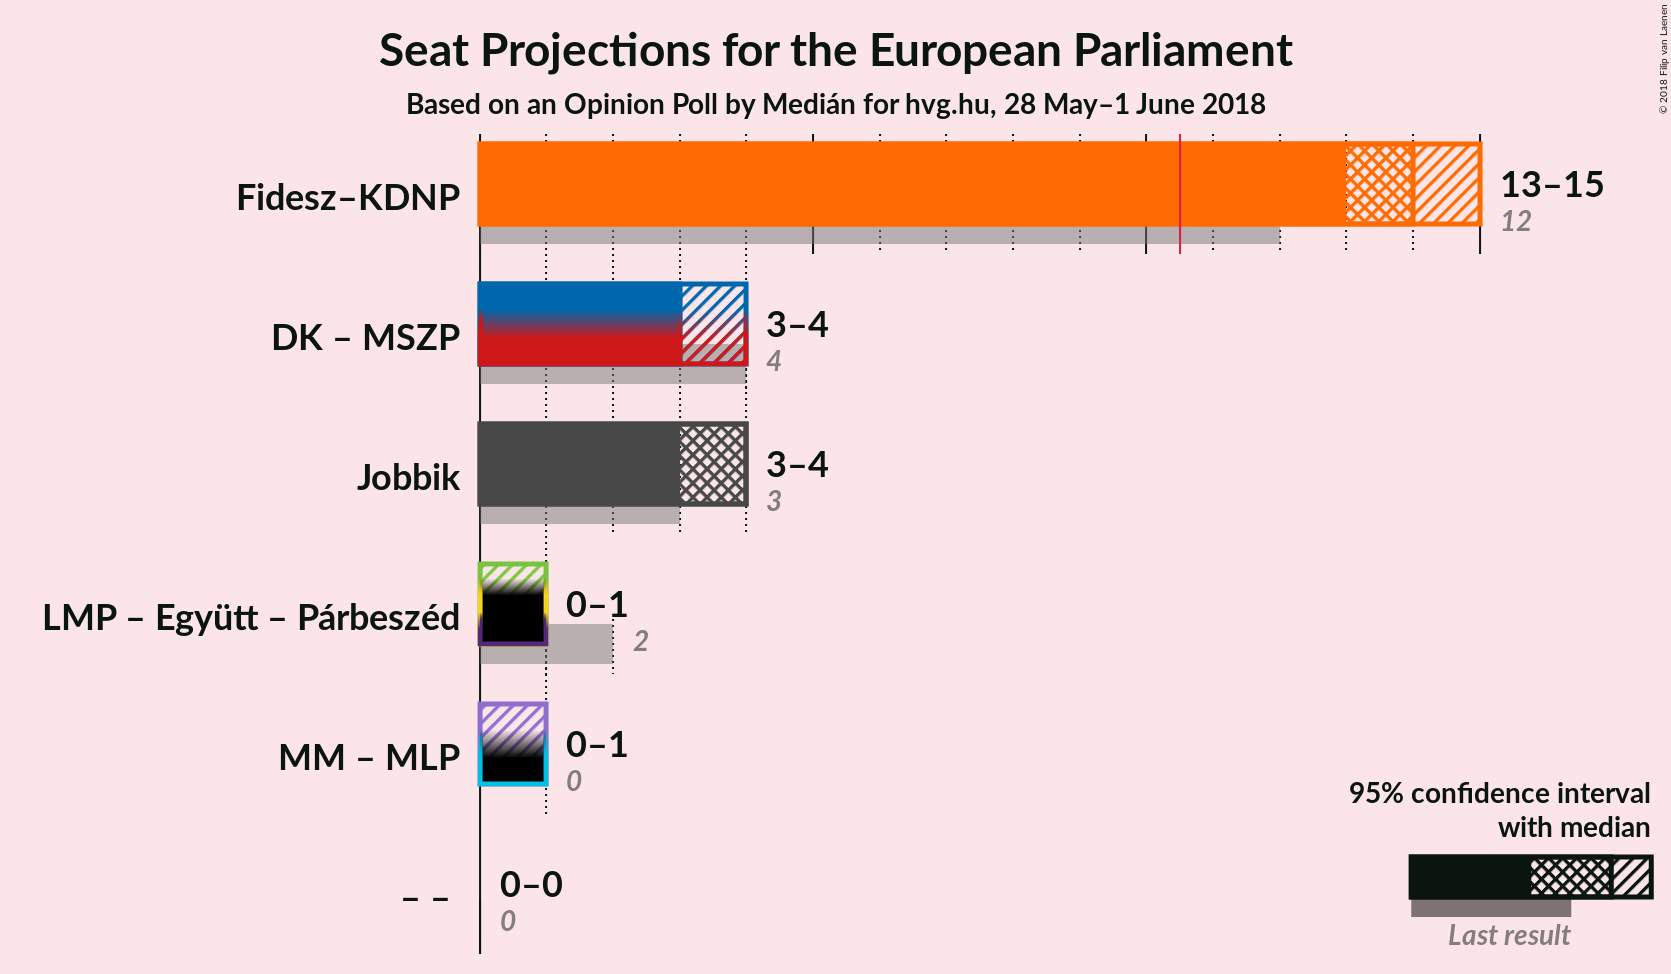 Seat Projections for the European Parliament
Based on an Opinion Poll by Medián for hvg.hu, 28 May–1 June 2018
© 2018 Filip van Laenen
Fidesz–KDNP
13–15
12
DK – MSZP
3–4
4
Jobbik
3–4
3
LMP – Együtt – Párbeszéd
0–1
2
MM – MLP
0–1
0
– –
0–0
0
95% confidence interval
with median
Last result